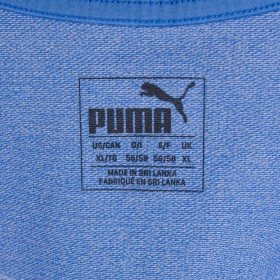 PUMA
US/CAN D/I E/F UK
XL/TG 56/58 56/58 XL
MADE IN SRI LANKA
FABRIQUÉ EN SRI LANKA